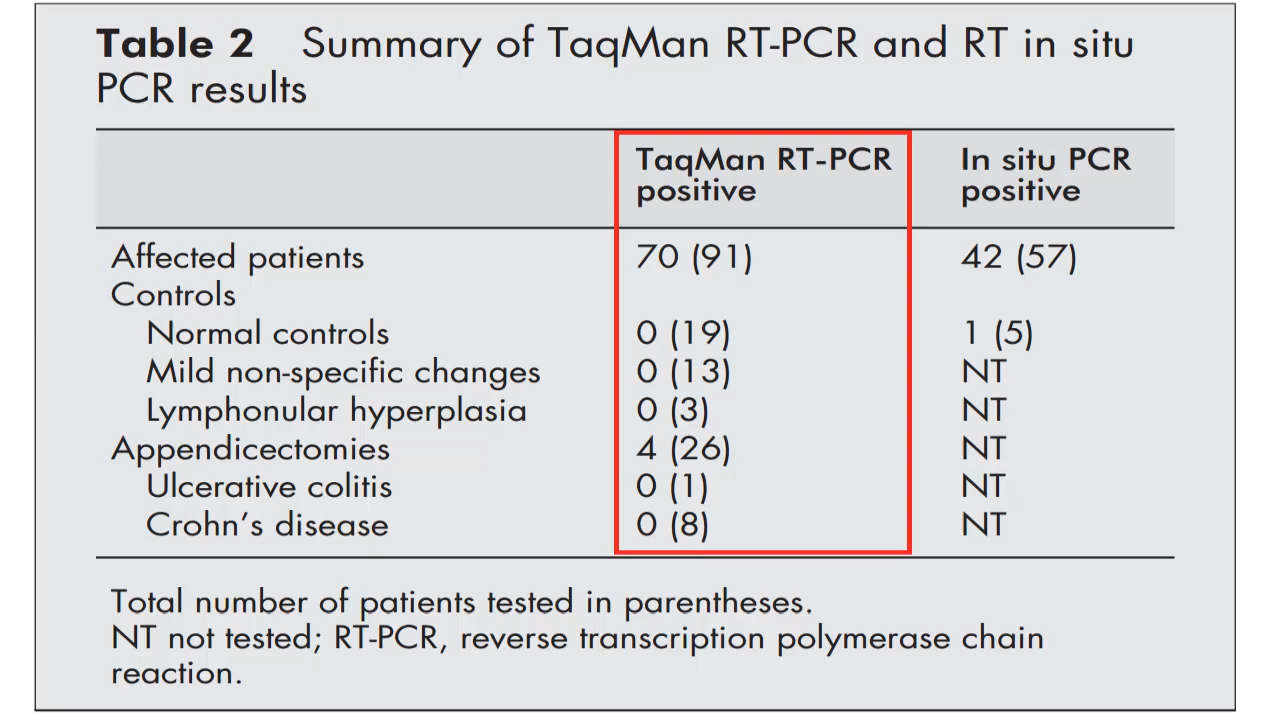 Table 2 Summary of TaqMan RT-PCR and RT in situ
PCR results
TaqMan RT-PCR positive In situ PCR positive
Affected patients 70 (91) 42 (57)
Controls
Normal controls 0 (19) 1 (5)
Mild non-specific changes 0 (13) NT
Lymphonular hyperplasia 0 (3) NT
Appendicectomies 4 (26) NT
Ulcerative colitis 0 (1) NT
Crohn's disease 0 (8) NT
Total number of patients tested in parentheses.
NT not tested; RT-PCR, reverse transcription polymerase chain
reaction.